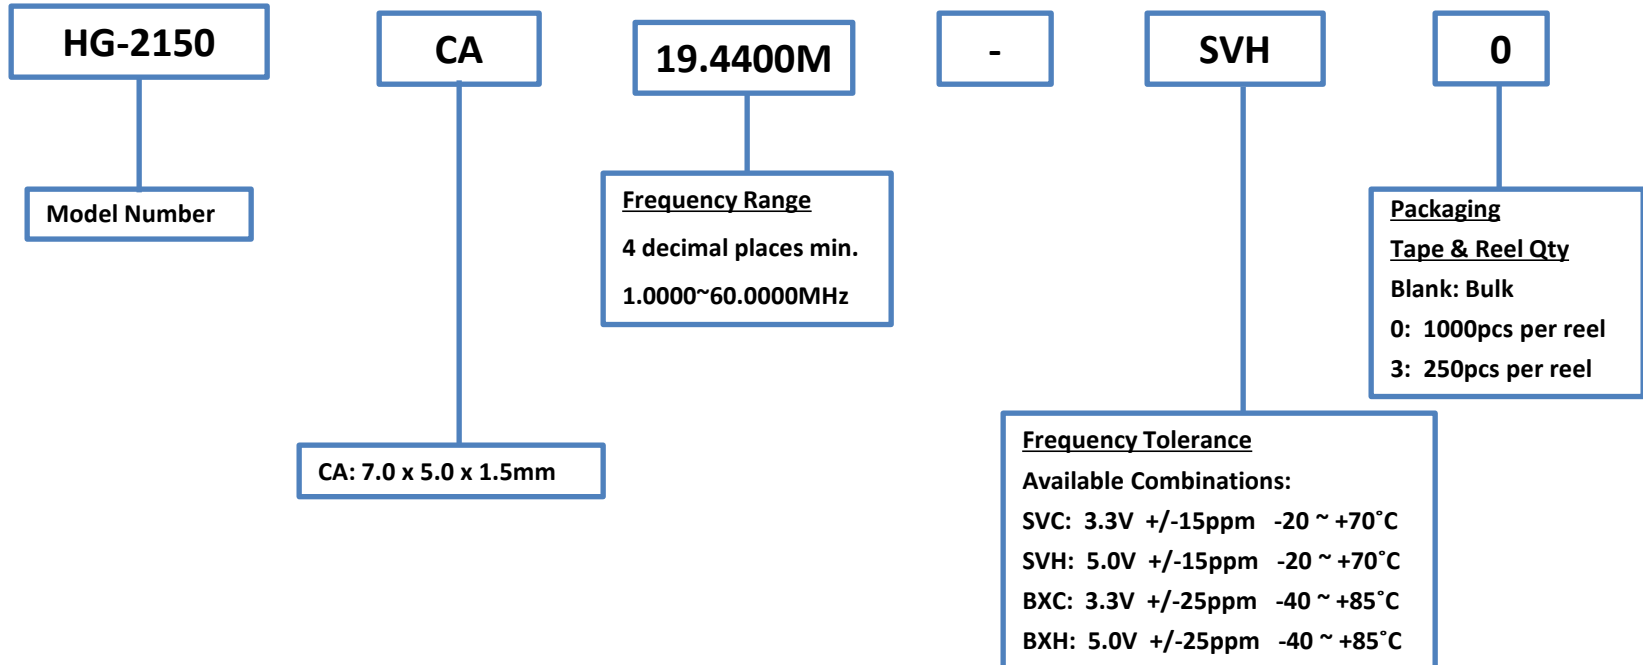 HG-2150 CA 19.4400M - SVH 0
Model Number
Frequency Range
4 decimal places min.
1.0000~60.0000MHz
Packaging
Tape & Reel Qty
Blank: Bulk
0: 1000pcs per reel
3: 250pcs per reel
CA: 7.0 x 5.0 x 1.5mm
Frequency Tolerance
Available Combinations:
SVC: 3.3V +/-15ppm -20 ~ +70˚C
SVH: 5.0V +/-15ppm -20 ~ +70˚C
BXC: 3.3V +/-25ppm -40 ~ +85˚C
BXH: 5.0V +/-25ppm -40 ~ +85˚C